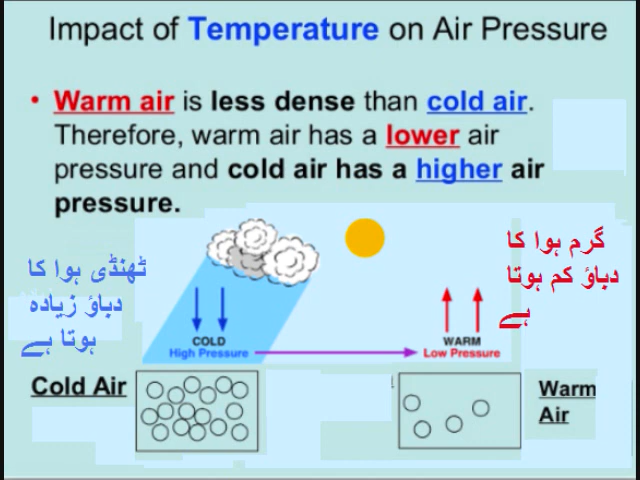 Impact of Temperature on Air Pressure
• Warm air is less dense than cold air.
Therefore, warm air has a lower air
pressure and cold air has a higher air
pressure.
ٹھنڈی ہوا کا
دباؤ زیادہ
ہوتا ہے
گرم ہوا کا
دباؤ کم ہوتا
ہے
COLD
High Pressure
WARM
Low Pressure
Cold Air
Warm
Air